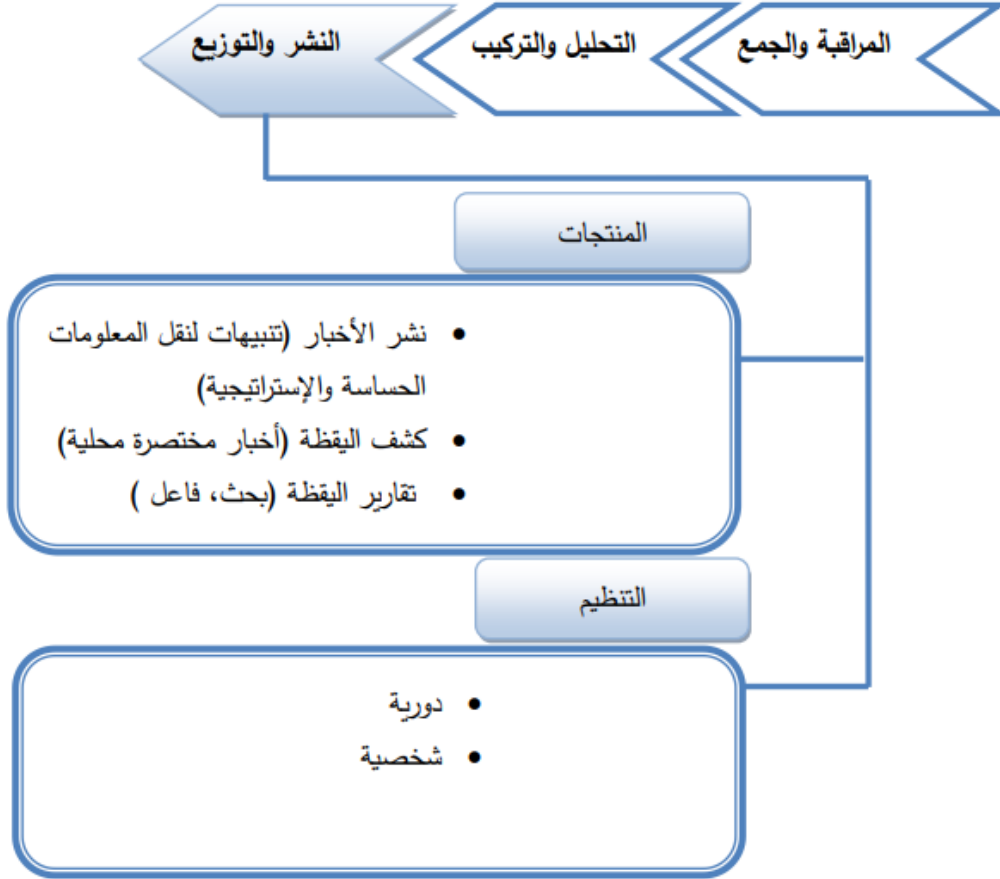 المراقبة والجمع
التحليل والتركيب
النشر والتوزيع
المنتجات
• نشر الأخبار (تنبيهات لنقل المعلومات
الحساسة والإستراتيجية)
• كشف اليقظة (أخبار مختصرة محلية)
• تقارير اليقظة (بحث، فاعل )
التنظيم
• دورية
• شخصية